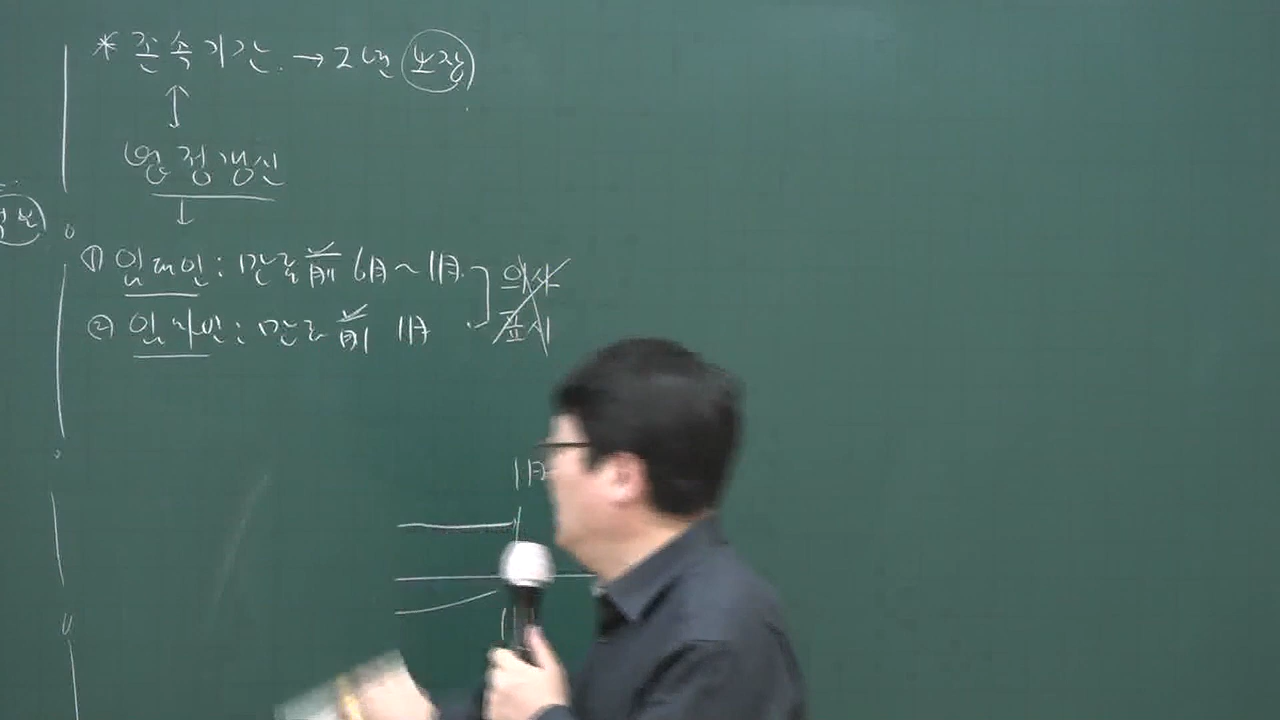 * 존속기간. → 2년 보장
↕
법정갱신
↓
① 임대인 : 만료前 6月 ~ 1月. 의사
② 임차인 : 만료前 1月 표시
1月